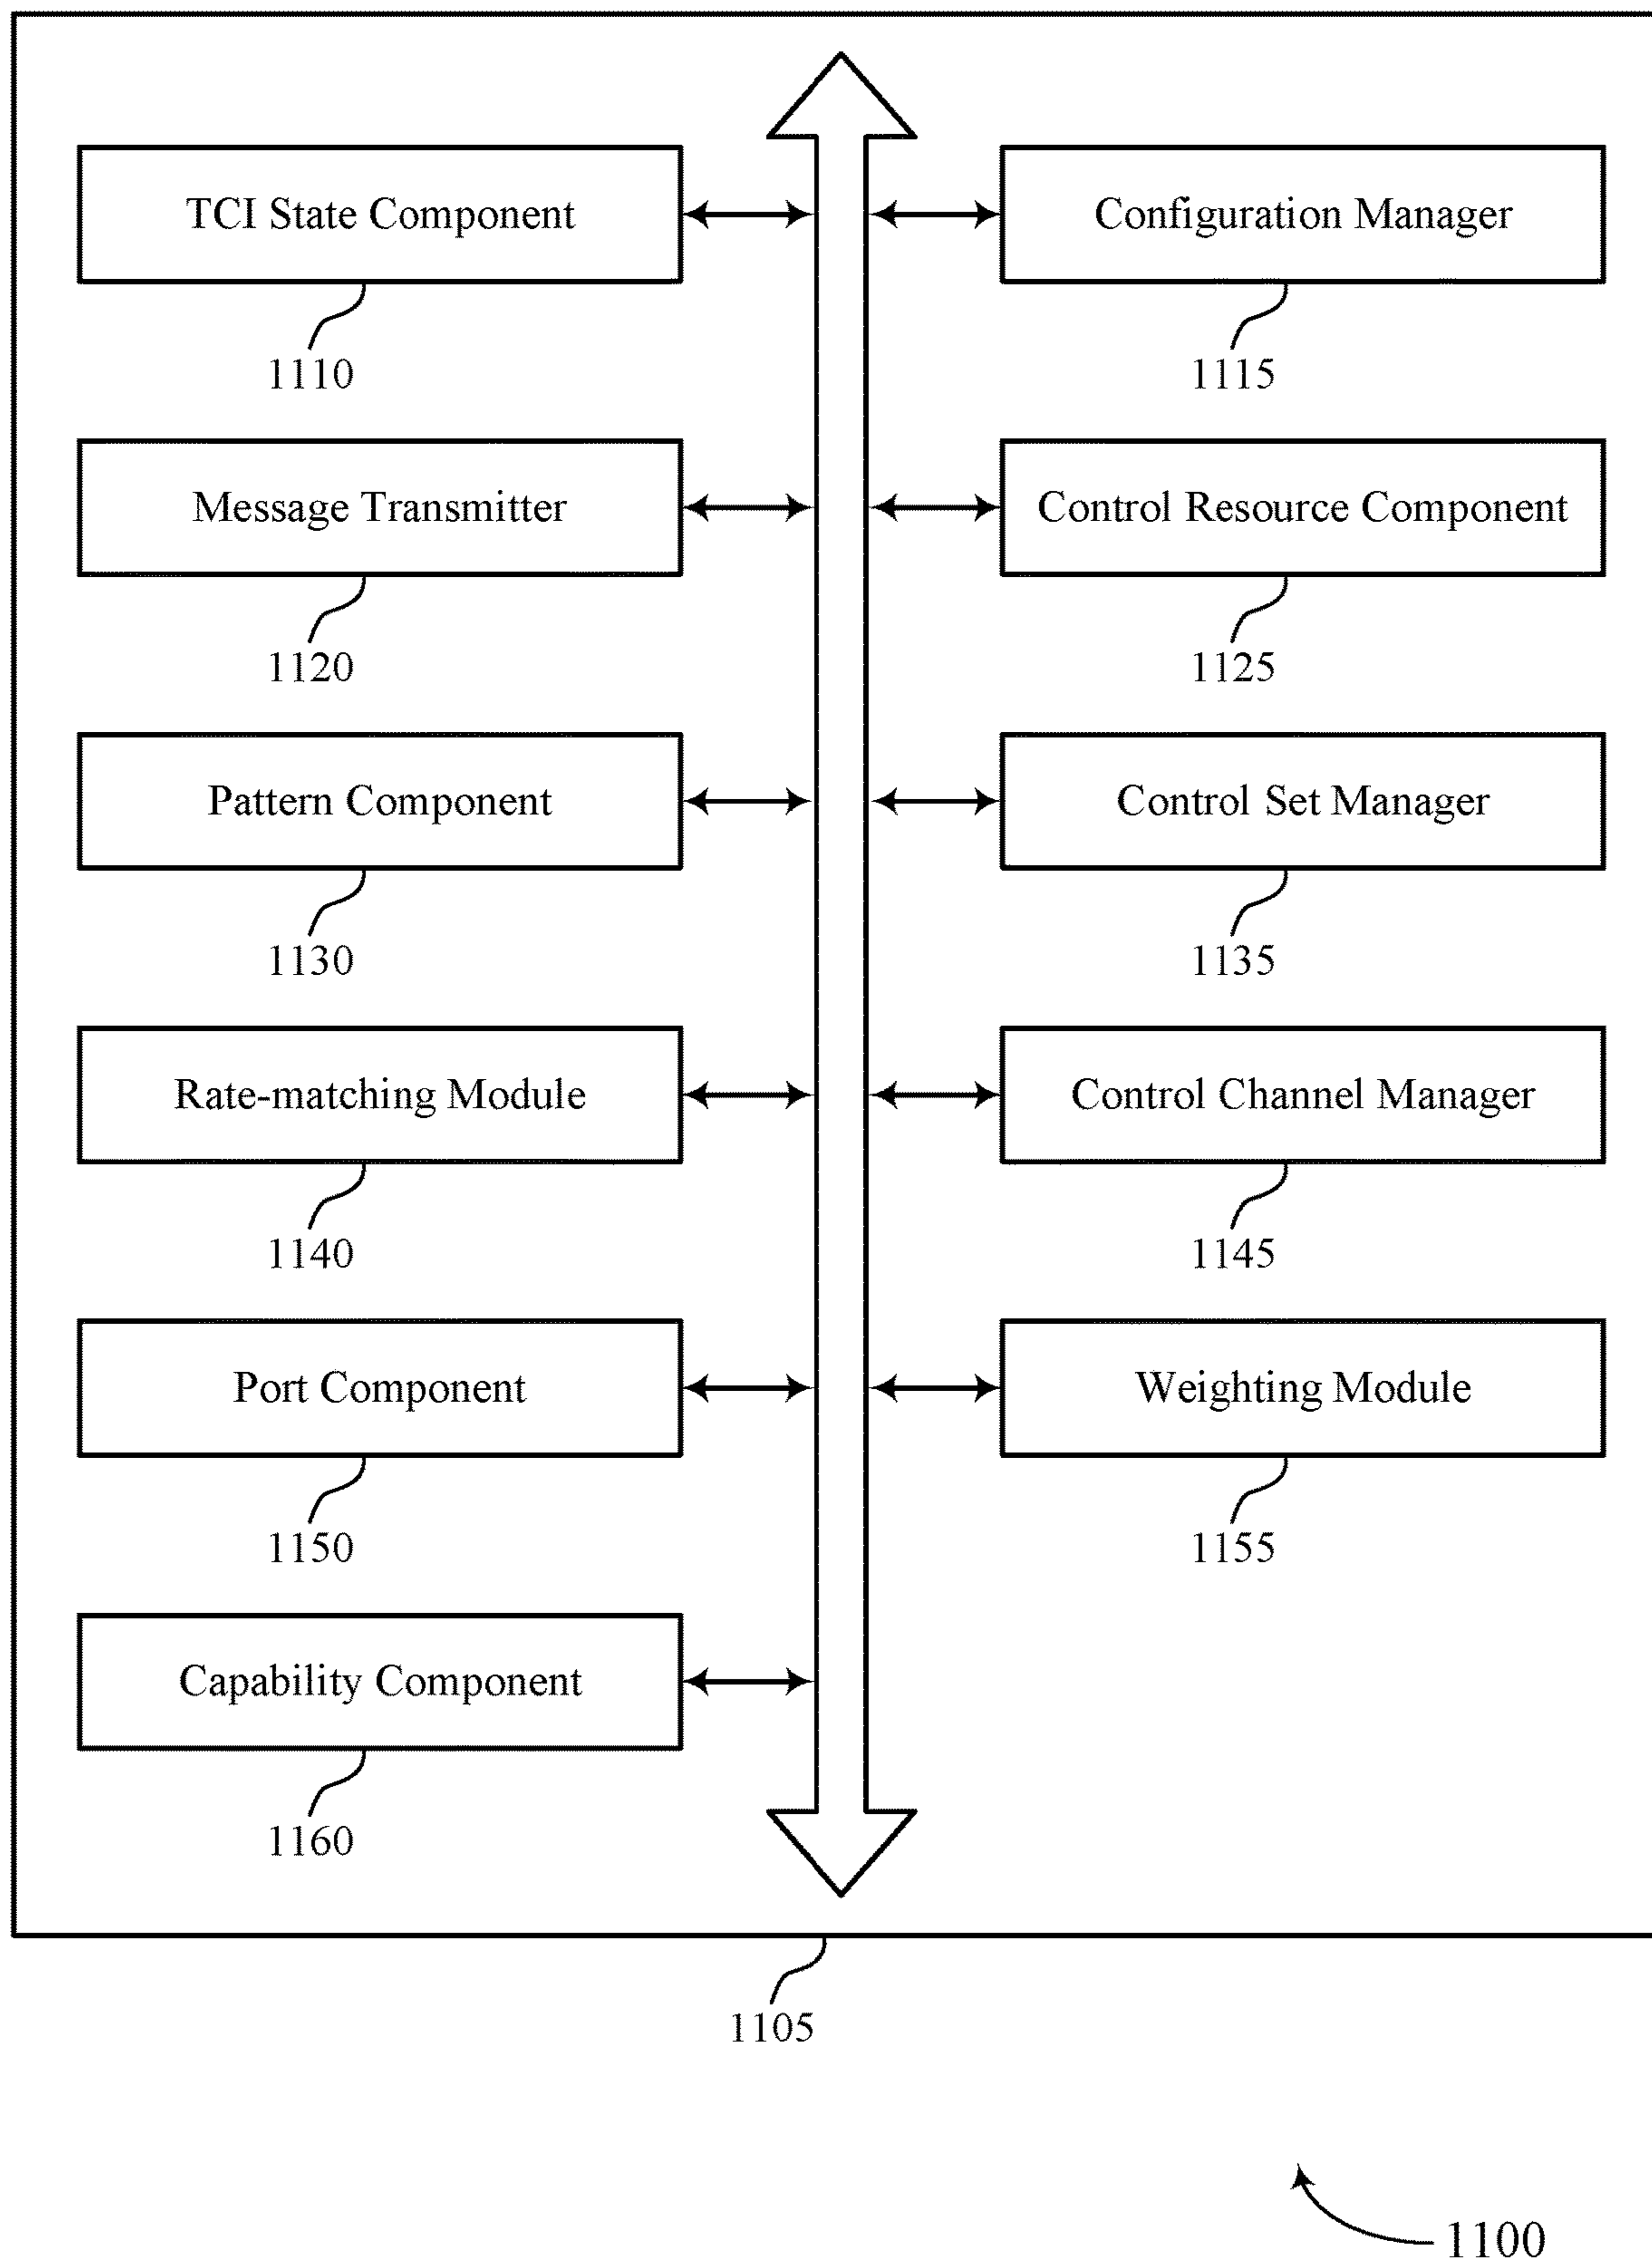 TCI State Component
Configuration Manager
1110
1115
Message Transmitter
Control Resource Component
1120
1125
Pattern Component
Control Set Manager
1130
1135
Rate-matching Module
Control Channel Manager
1140
1145
Port Component
Weighting Module
1150
1155
Capability Component
1160
1105
1100